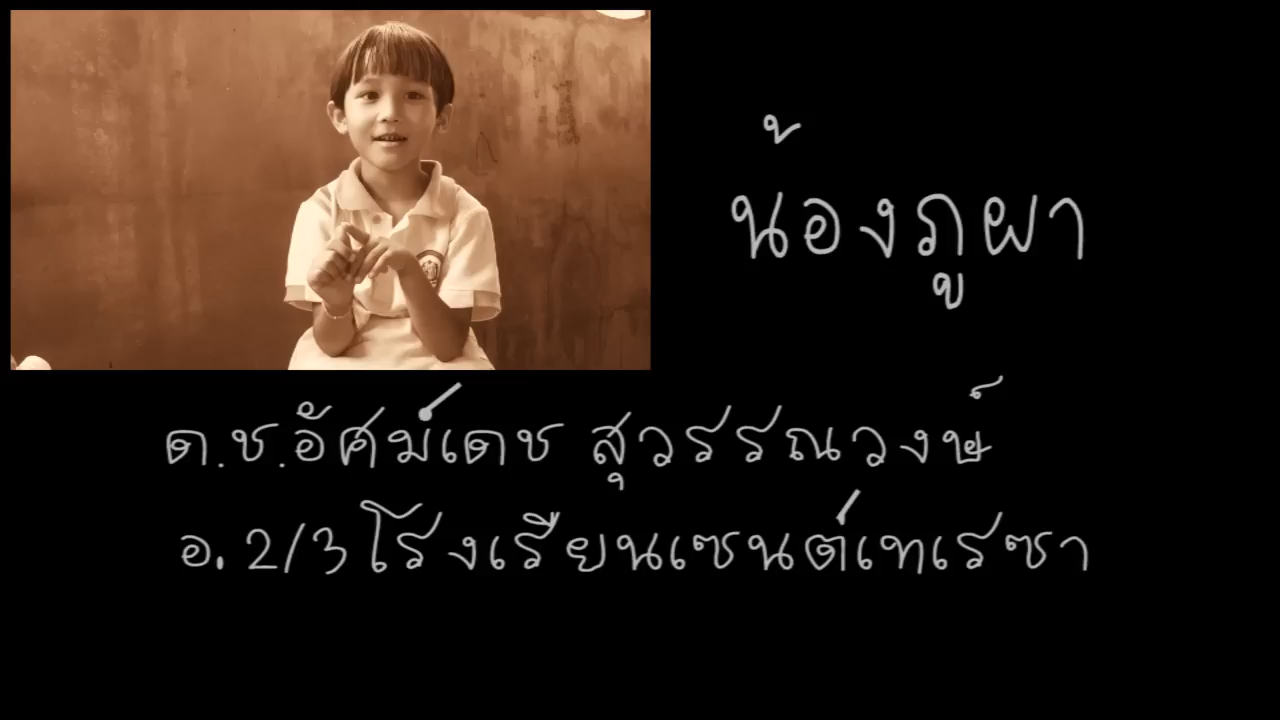 น้องภูผา
ด.ช.อัศม์เดช สุวรรณวงษ์
อ. 2/3 โรงเรียนเซนต์เทเรซา